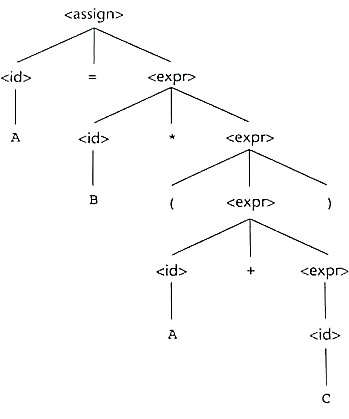 <assign>
<id> = <expr>
A <id> * <expr>
B ( <expr> )
<id> + <expr>
A <id>
C